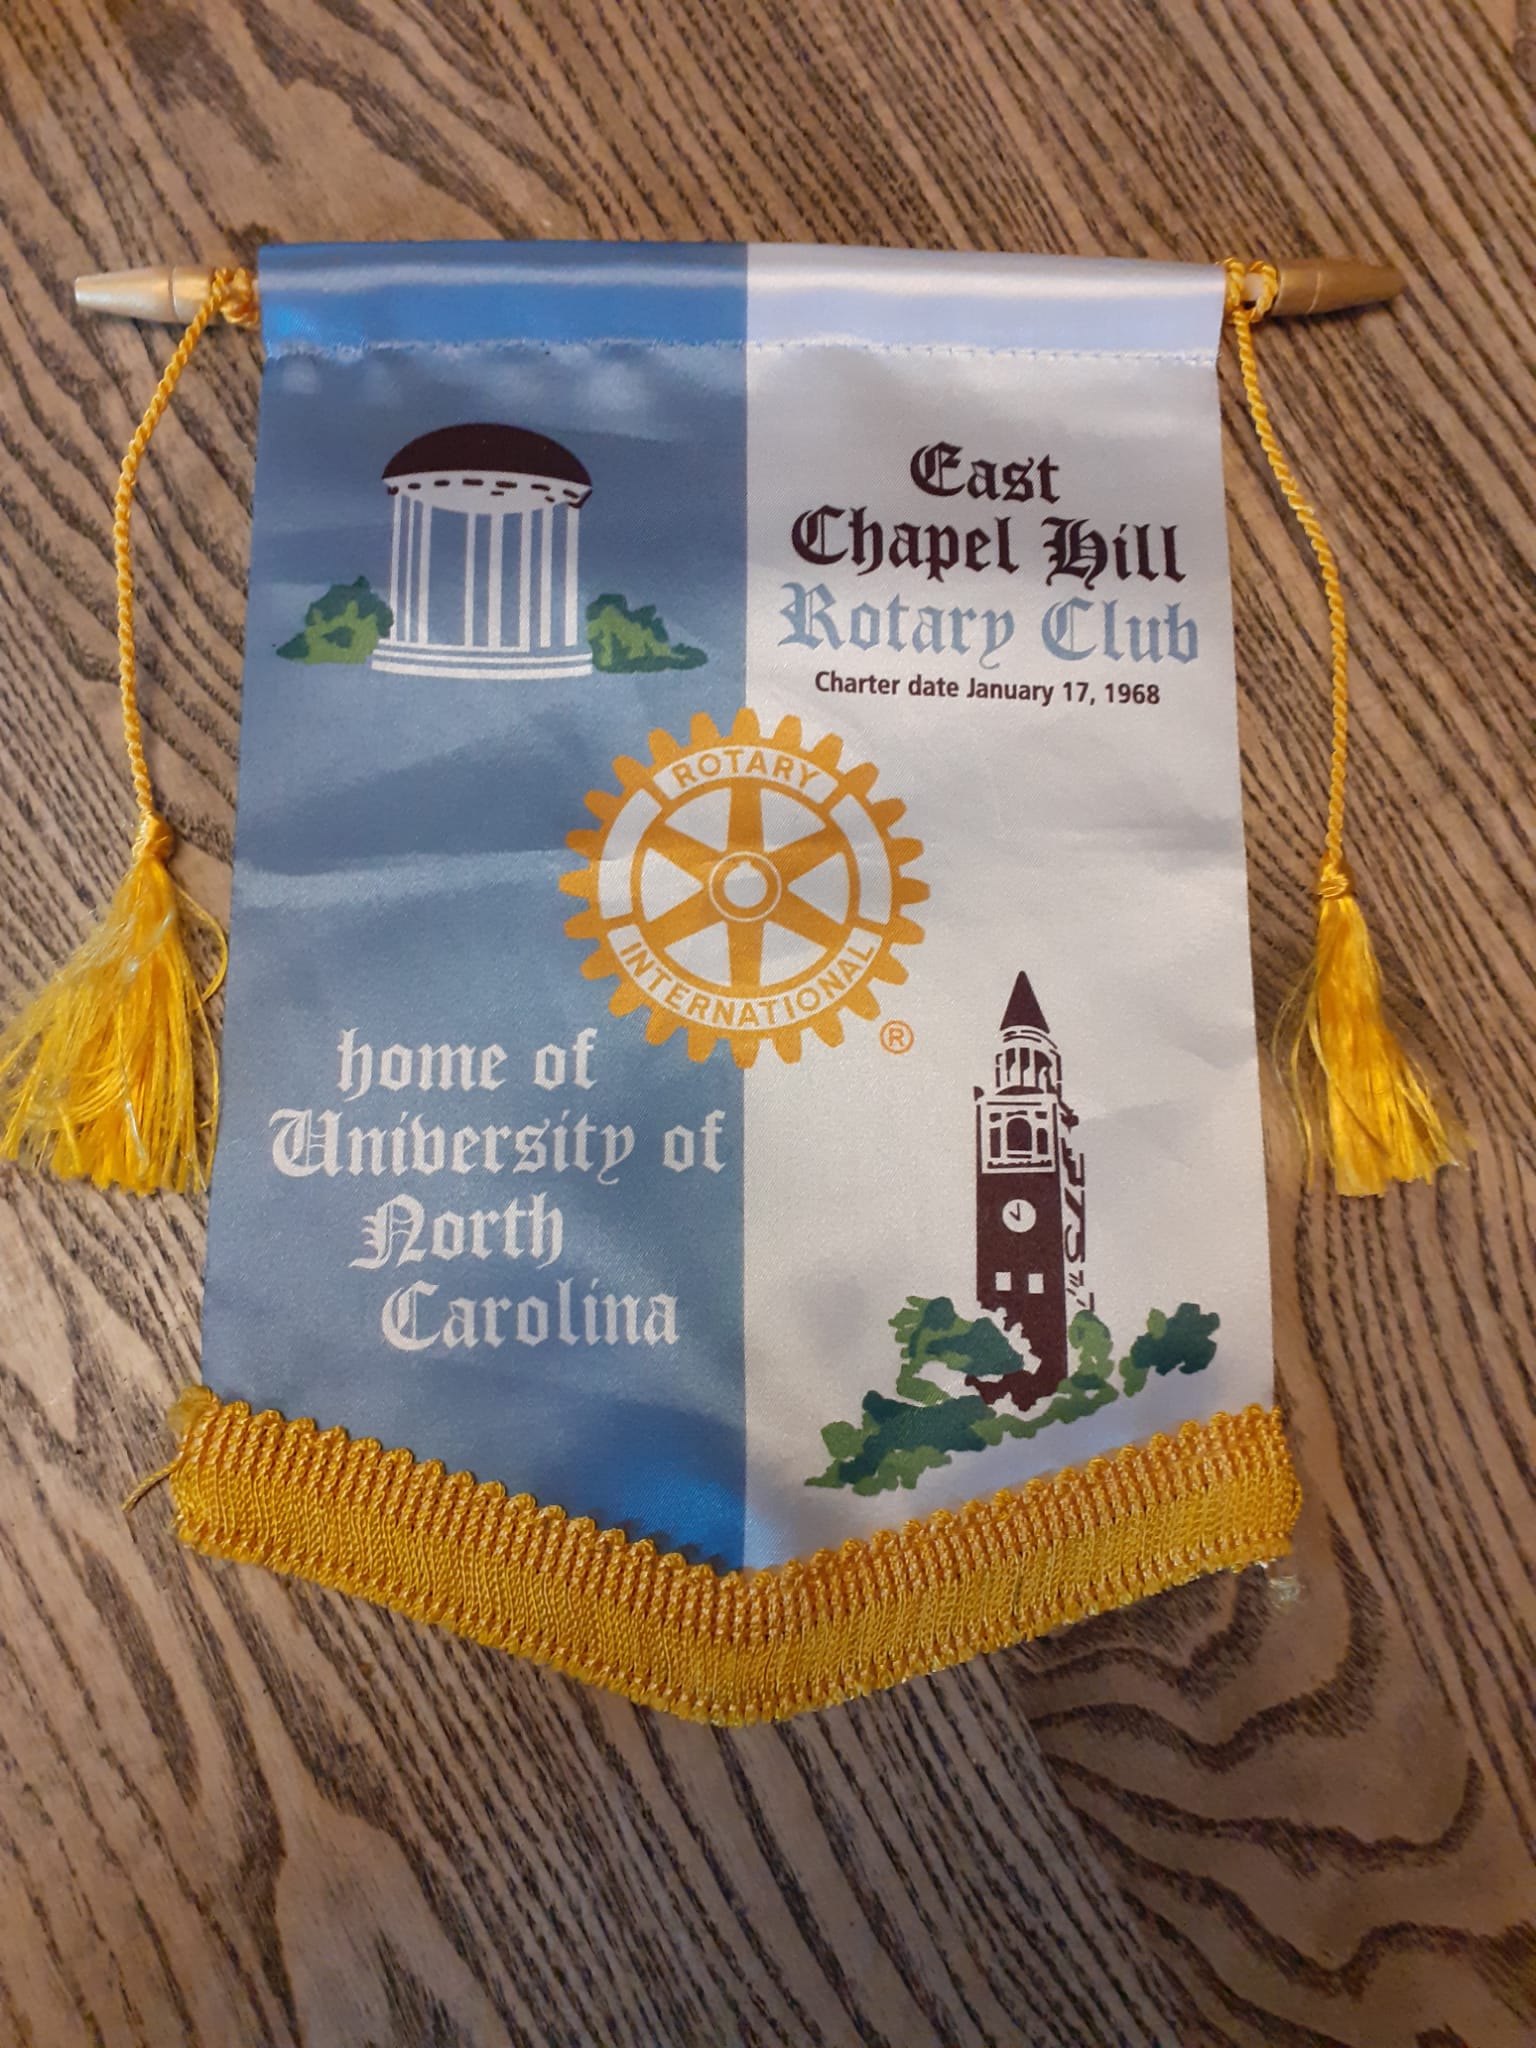 East
Chapel Hill
Rotary Club
Charter date January 17, 1968
ROTARY
INTERNATIONAL
®
home of
University of
North
Carolina